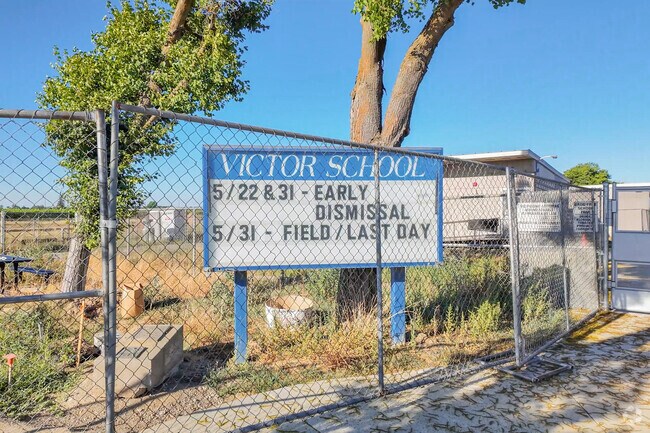 VICTOR SCHOOL
5/22 & 31 - EARLY
DISMISSAL
5/31 - FIELD/LAST DAY